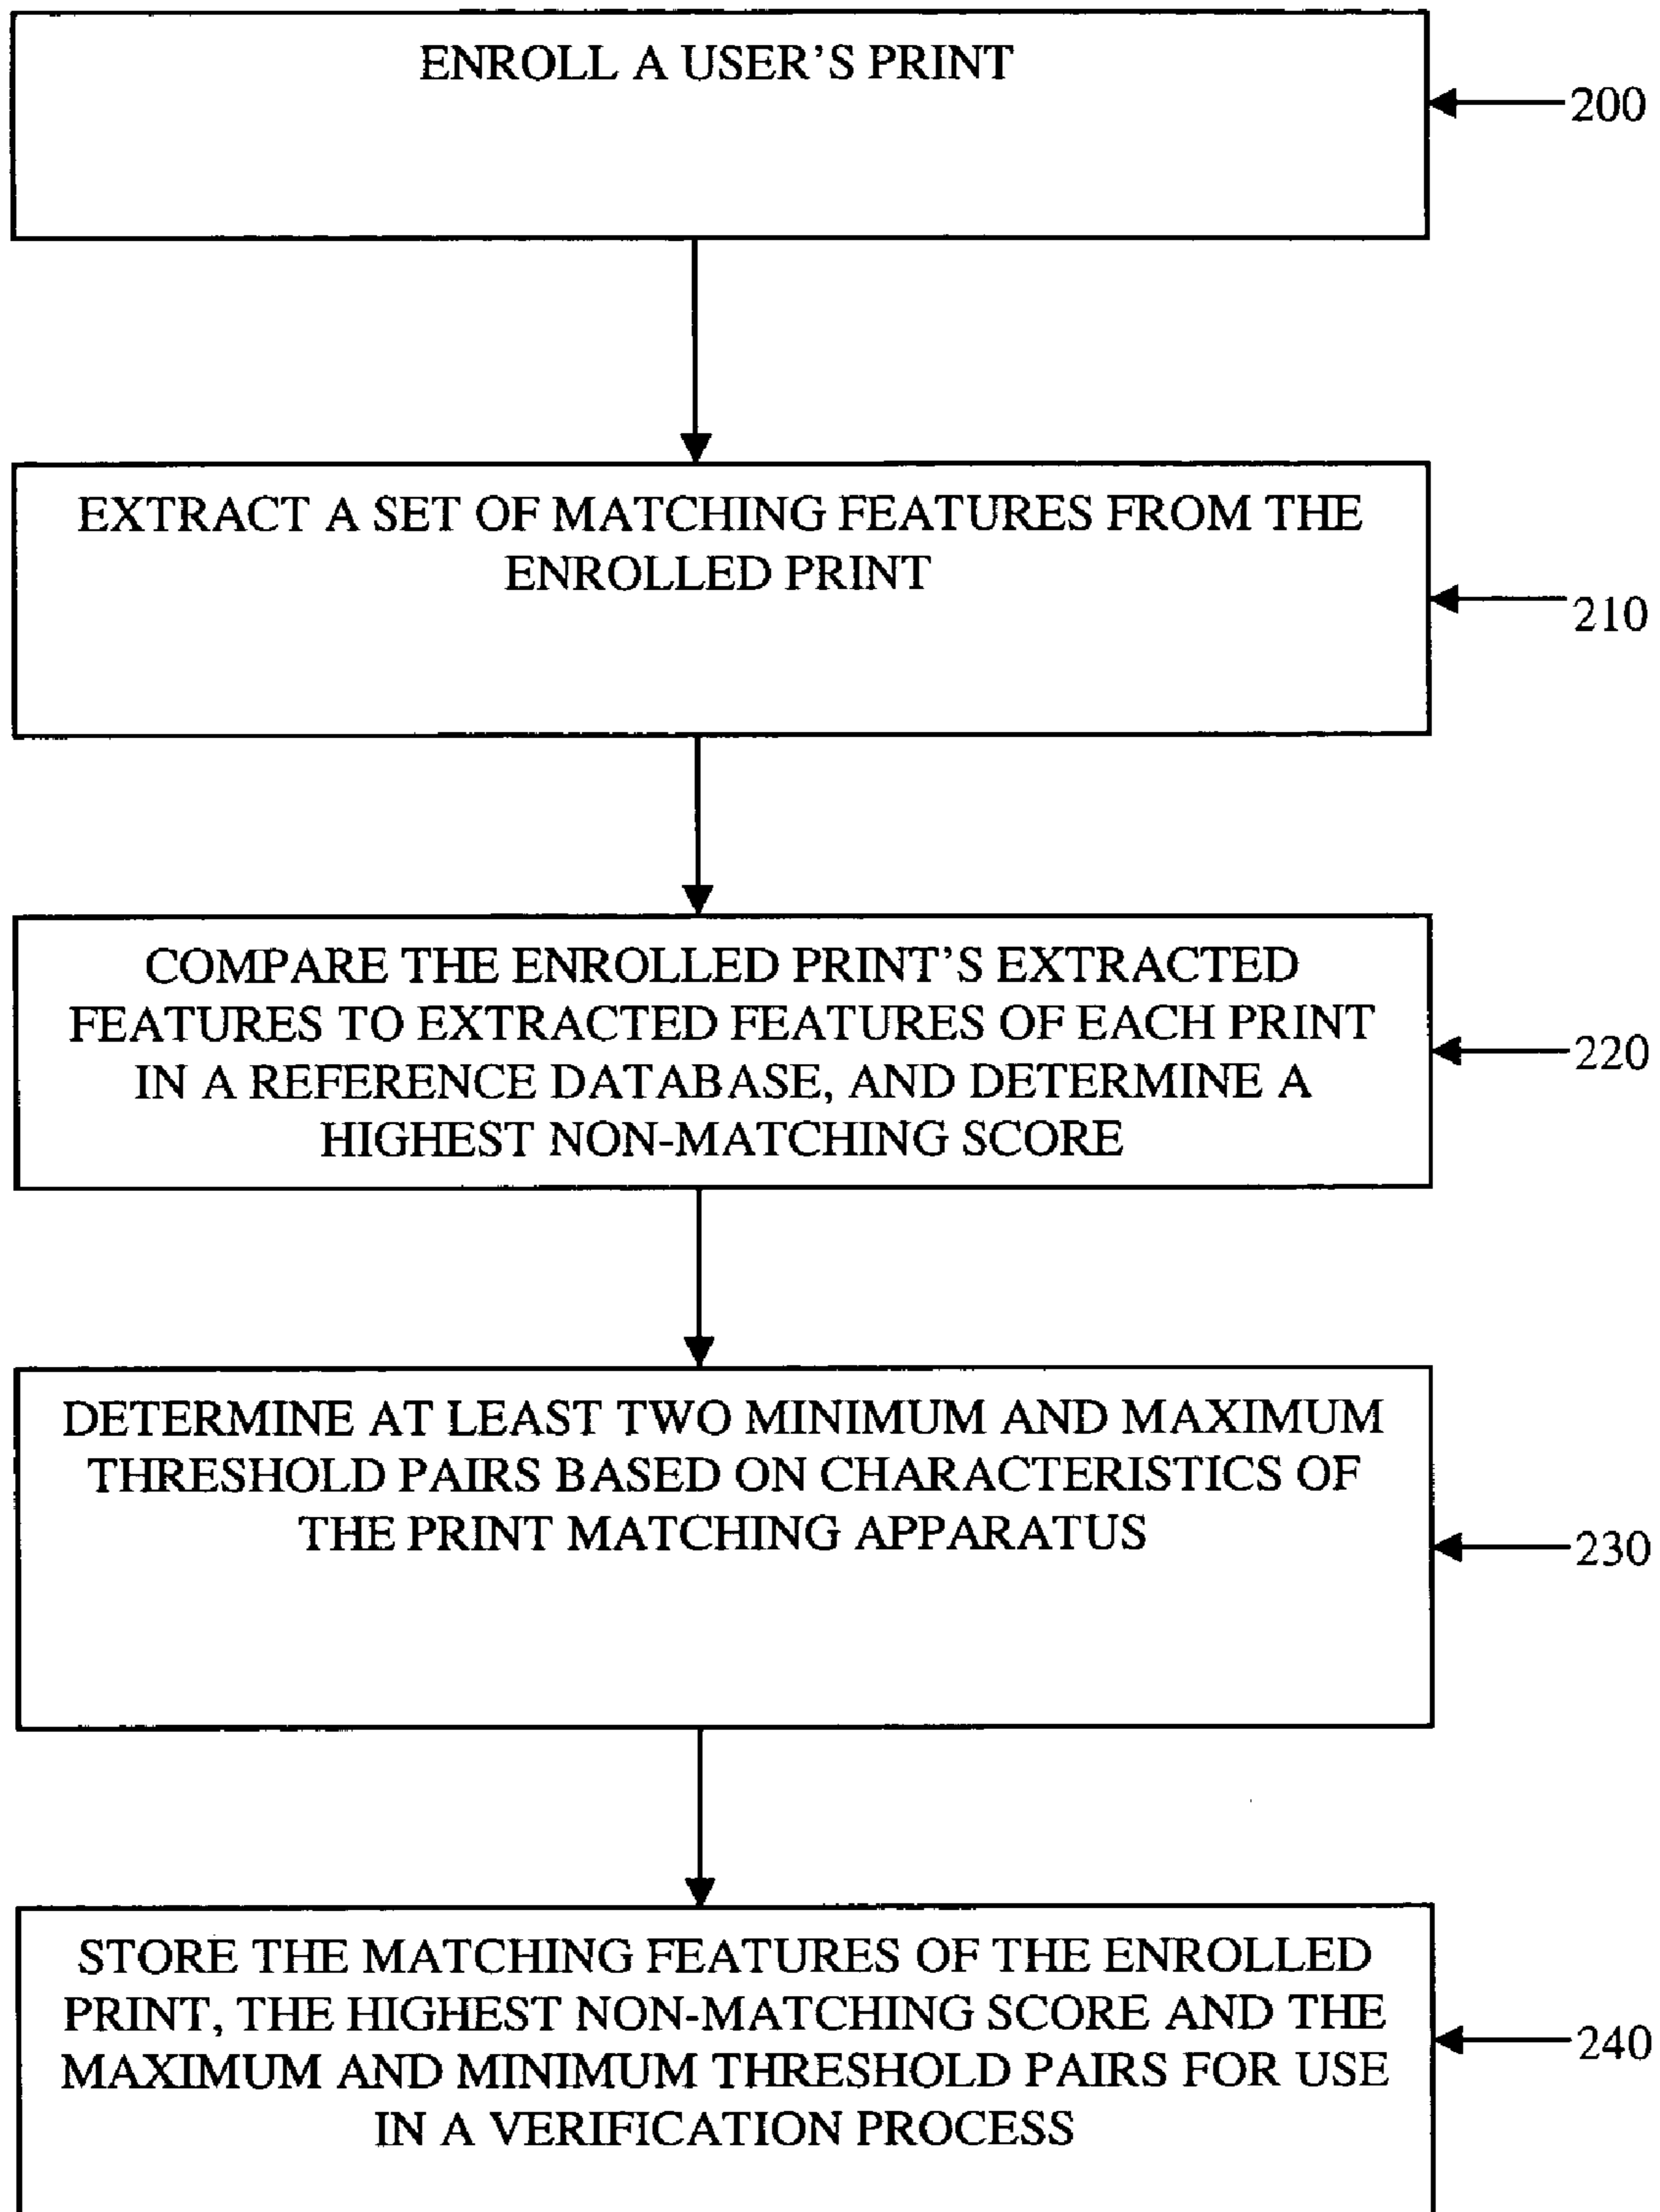 ENROLL A USER'S PRINT
200
EXTRACT A SET OF MATCHING FEATURES FROM THE
ENROLLED PRINT
210
COMPARE THE ENROLLED PRINT'S EXTRACTED
FEATURES TO EXTRACTED FEATURES OF EACH PRINT
IN A REFERENCE DATABASE, AND DETERMINE A
HIGHEST NON-MATCHING SCORE
220
DETERMINE AT LEAST TWO MINIMUM AND MAXIMUM
THRESHOLD PAIRS BASED ON CHARACTERISTICS OF
THE PRINT MATCHING APPARATUS
230
STORE THE MATCHING FEATURES OF THE ENROLLED
PRINT, THE HIGHEST NON-MATCHING SCORE AND THE
MAXIMUM AND MINIMUM THRESHOLD PAIRS FOR USE
IN A VERIFICATION PROCESS
240